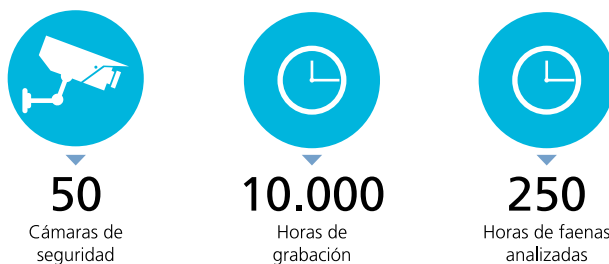 50
Cámaras de
seguridad
10.000
Horas de
grabación
250
Horas de faenas
analizadas